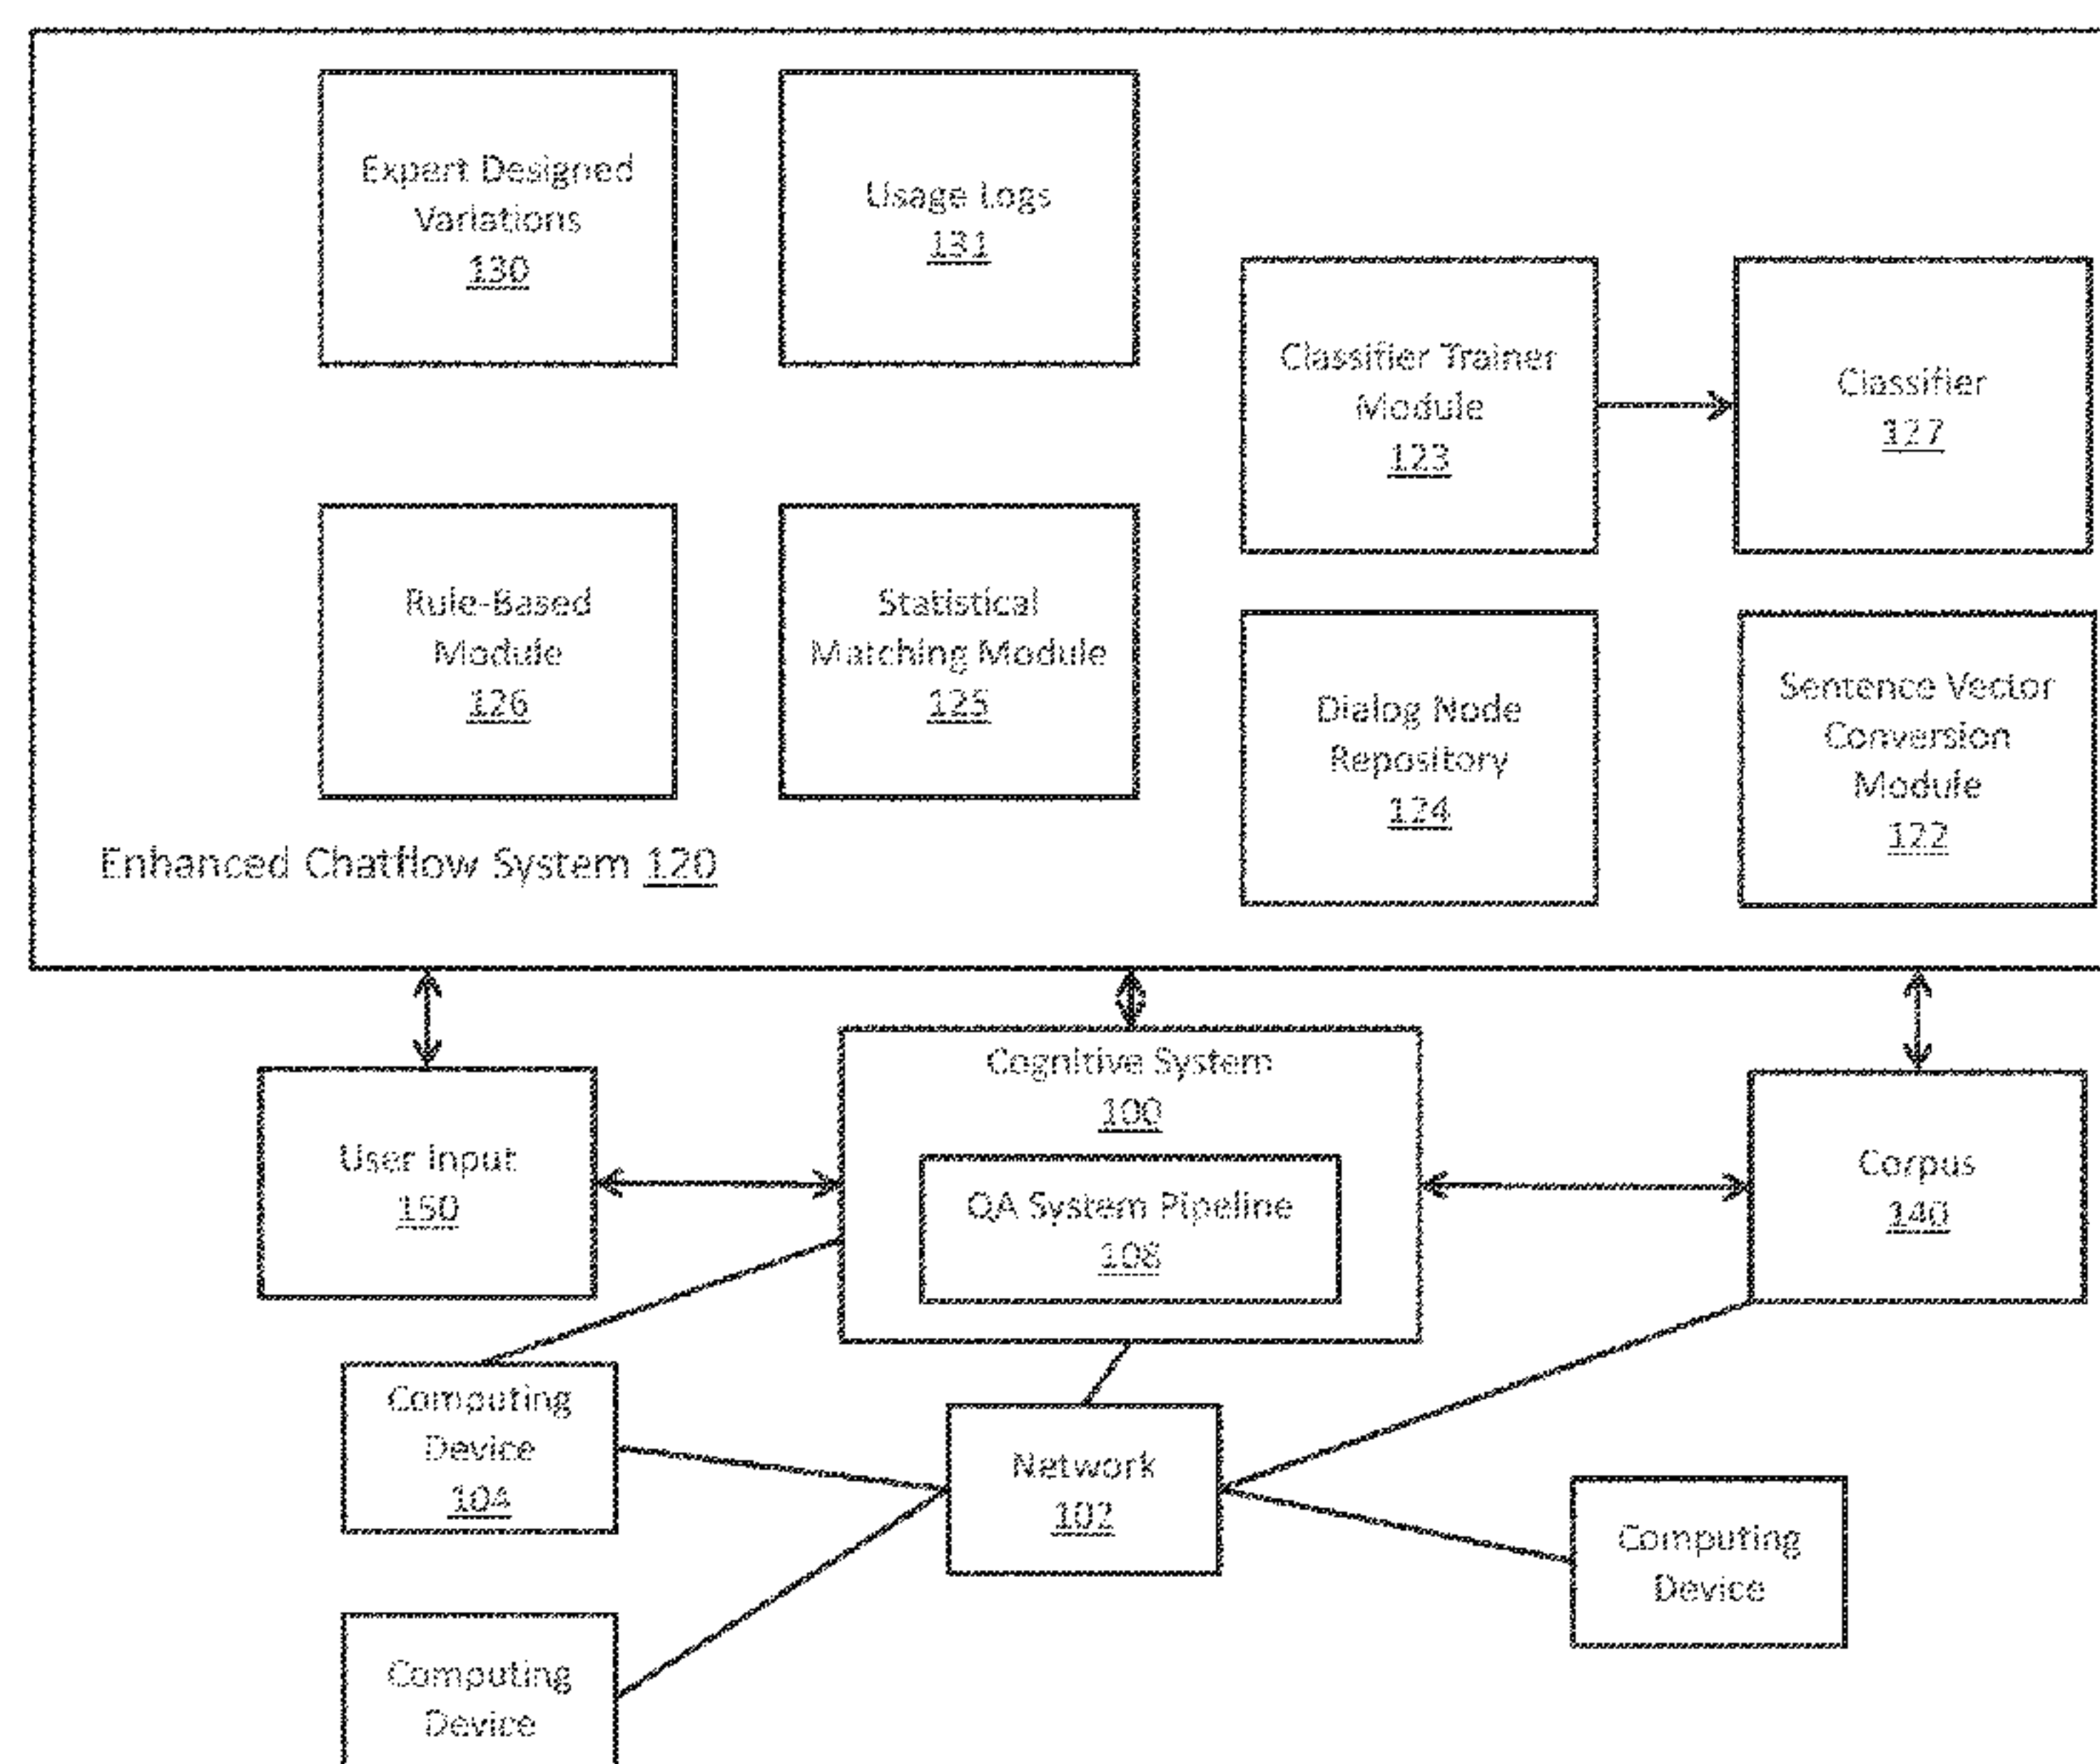 Expert Designed
Variations
130
Usage Logs
131
Classifier Trainer
Module
123
Classifier
127
Rule-Based
Module
126
Statistical
Matching Module
125
Dialog Node
Repository
124
Sentence Vector
Conversion
Module
122
Enhanced Chatflow System 120
User Input
150
Cognitive System
100
QA System Pipeline
108
Corpus
140
Computing
Device
104
Network
102
Computing
Device
Computing
Device